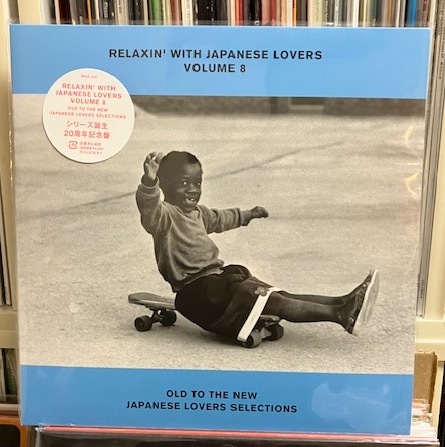 RELAXIN' WITH JAPANESE LOVERS
VOLUME 8
RELAXIN' WITH
JAPANESE LOVERS
VOLUME 8
OLD TO THE NEW
JAPANESE LOVERS SELECTIONS
シリーズ誕生
20周年記念盤
OLD TO THE NEW
JAPANESE LOVERS SELECTIONS